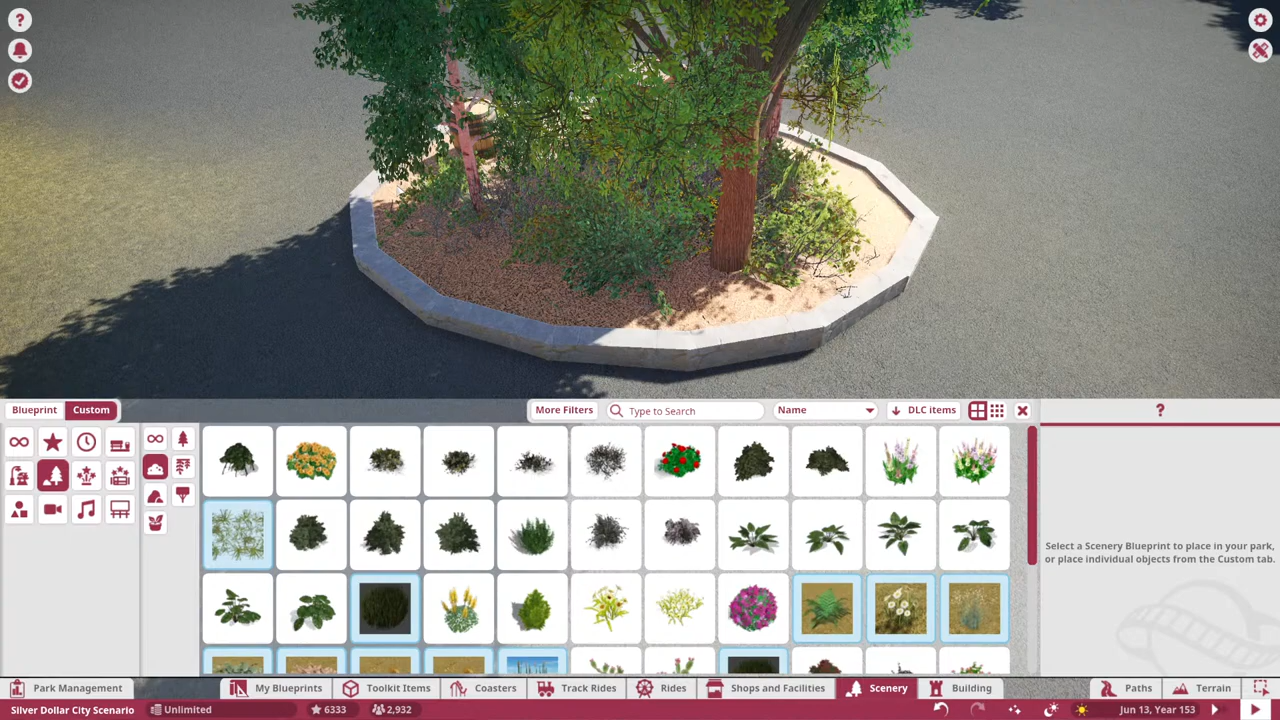 Blueprint
Custom
More Filters
Type to Search
Name
DLC items
?
?
Select a Scenery Blueprint to place in your park,
or place individual objects from the Custom tab.
Park Management
My Blueprints
Toolkit Items
Coasters
Track Rides
Rides
Shops and Facilities
Scenery
Building
Paths
Terrain
Silver Dollar City Scenario
Unlimited
6333
2,932
Jun 13, Year 153